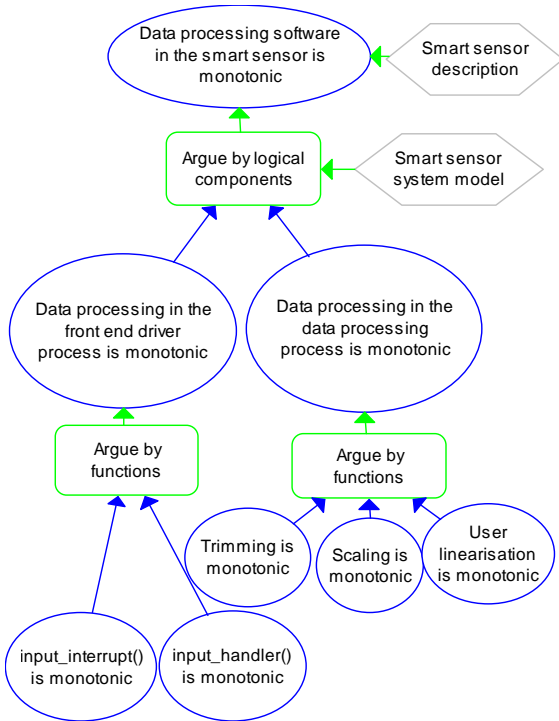 Data processing software
in the smart sensor is
monotonic
Smart sensor
description
Argue by logical
components
Smart sensor
system model
Data processing in the
front end driver
process is monotonic
Data processing in the
data processing
process is monotonic
Argue by
functions
Argue by
functions
Trimming is
monotonic
Scaling is
monotonic
User
linearisation
is monotonic
input_interrupt()
is monotonic
input_handler()
is monotonic